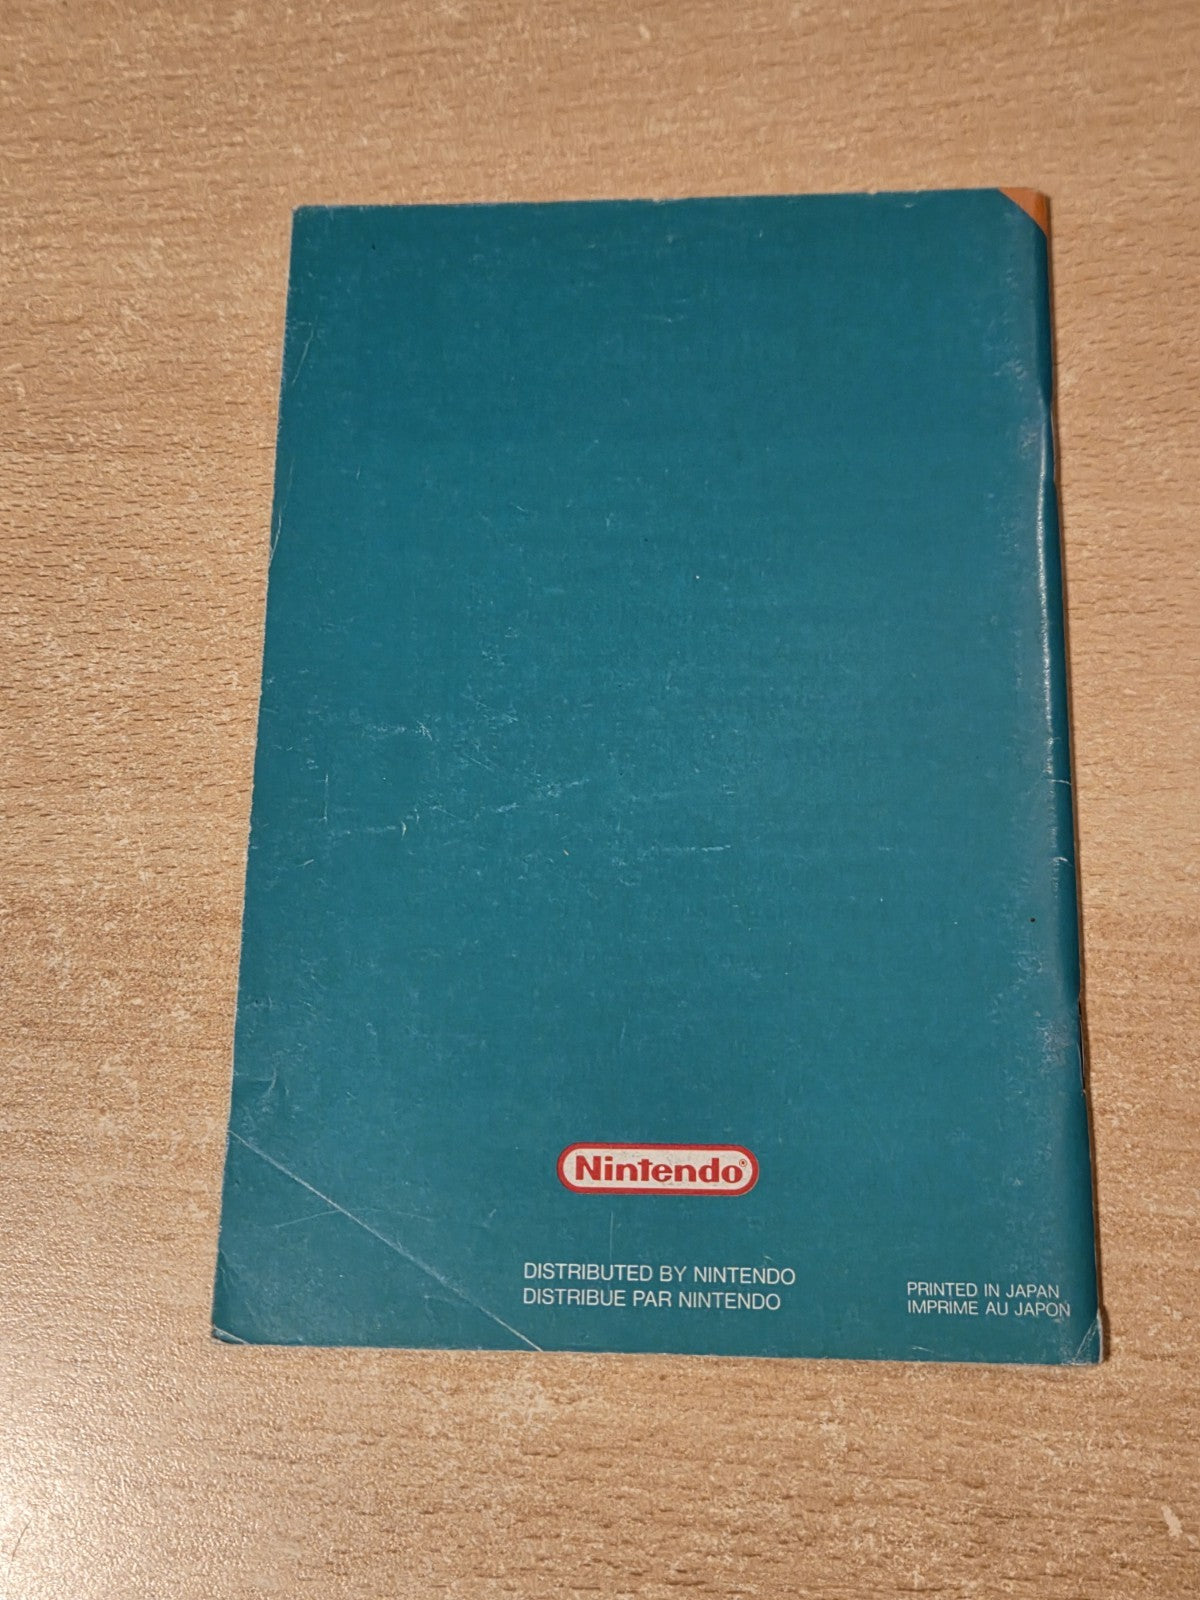 Nintendo®
DISTRIBUTED BY NINTENDO
DISTRIBUE PAR NINTENDO
PRINTED IN JAPAN
IMPRIME AU JAPON